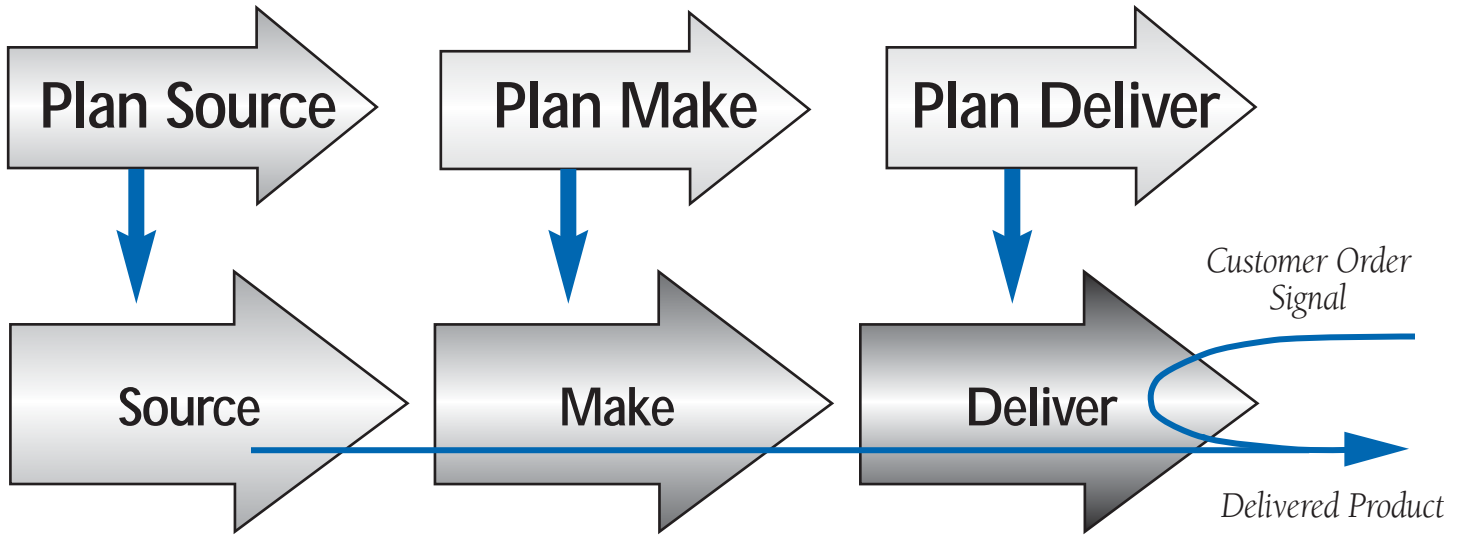 Plan Source
Plan Make
Plan Deliver
Customer Order
Signal
Source
Make
Deliver
Delivered Product